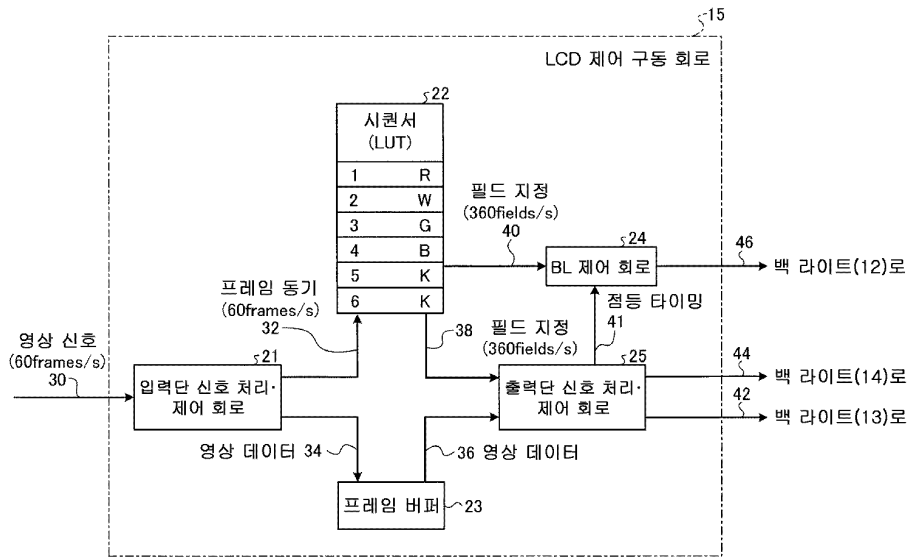 15
LCD 제어 구동 회로
22
시퀀서
(LUT)
1 R
2 W
3 G
4 B
5 K
6 K
필드 지정
(360fields/s)
40
24
BL 제어 회로
46
백 라이트(12)로
프레임 동기
(60frames/s)
32
38
필드 지정
(360fields/s)
점등 타이밍
41
영상 신호
(60frames/s)
30
21
입력단 신호 처리·
제어 회로
25
출력단 신호 처리·
제어 회로
44
백 라이트(14)로
42
백 라이트(13)로
영상 데이터 34
36 영상 데이터
프레임 버퍼
23